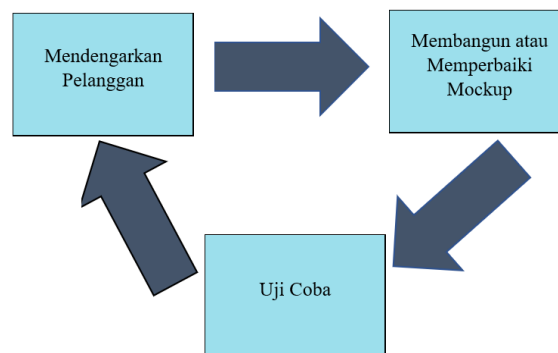 Mendengarkan
Pelanggan
Membangun atau
Memperbaiki
Mockup
Uji Coba